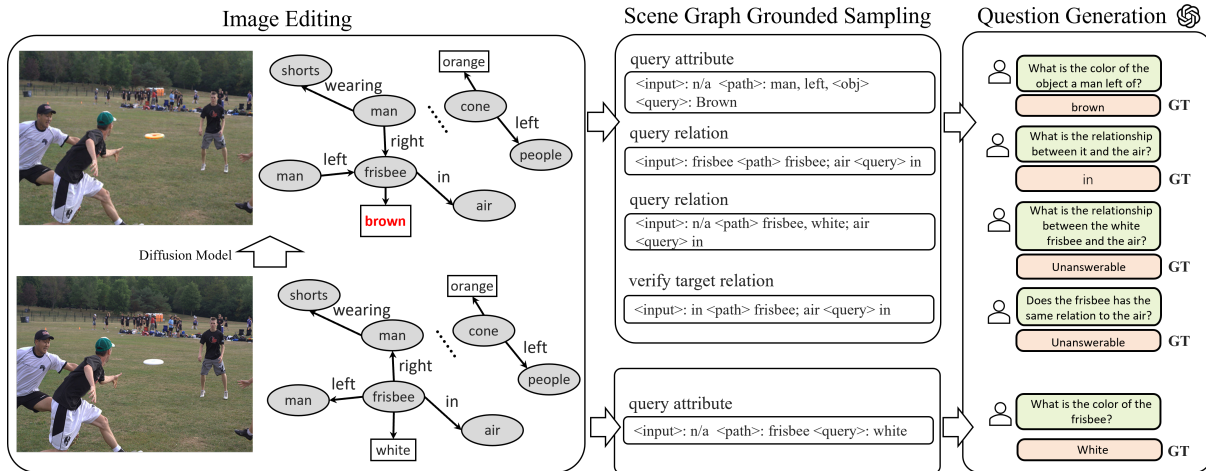 Image Editing
shorts
wearing
man
right
man
left
frisbee
in
air
brown
orange
cone
left
people
Diffusion Model
shorts
wearing
man
right
man
left
frisbee
in
air
white
orange
cone
left
people
Scene Graph Grounded Sampling
query attribute
<input>: n/a <path>: man, left, <obj>
<query>: Brown
query relation
<input>: frisbee <path> frisbee; air <query> in
query relation
<input>: n/a <path> frisbee, white; air
<query> in
verify target relation
<input>: in <path> frisbee; air <query> in
query attribute
<input>: n/a <path>: frisbee <query>: white
Question Generation
What is the color of the
object a man left of?
brown
GT
What is the relationship
between it and the air?
in
GT
What is the relationship
between the white
frisbee and the air?
Unanswerable
GT
Does the frisbee has the
same relation to the air?
Unanswerable
GT
What is the color of the
frisbee?
White
GT